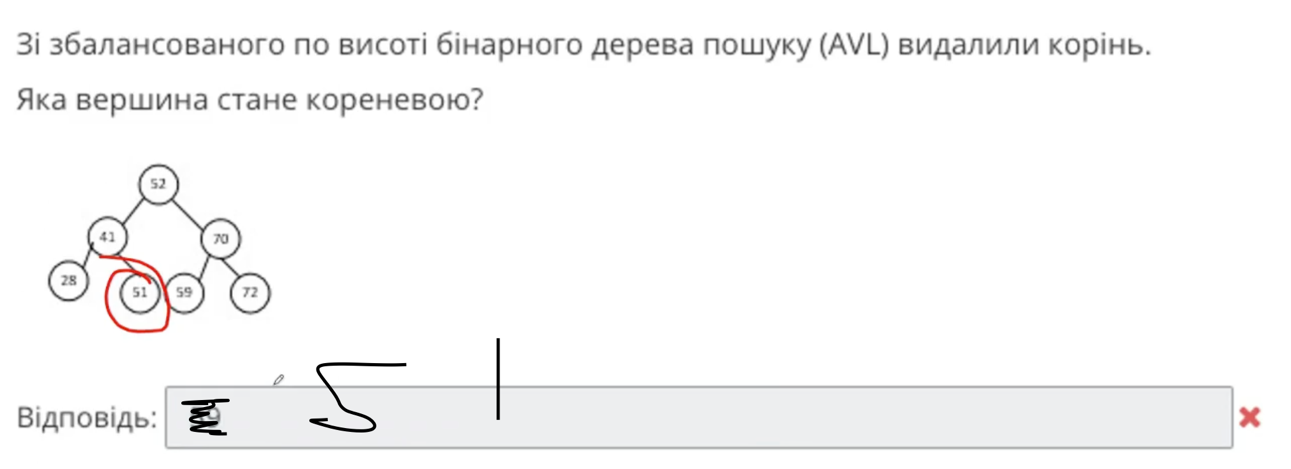 Зі збалансованого по висоті бінарного дерева пошуку (AVL) видалили корінь.
Яка вершина стане кореневою?
52
41 70
28 51 59 72
51
Відповідь: